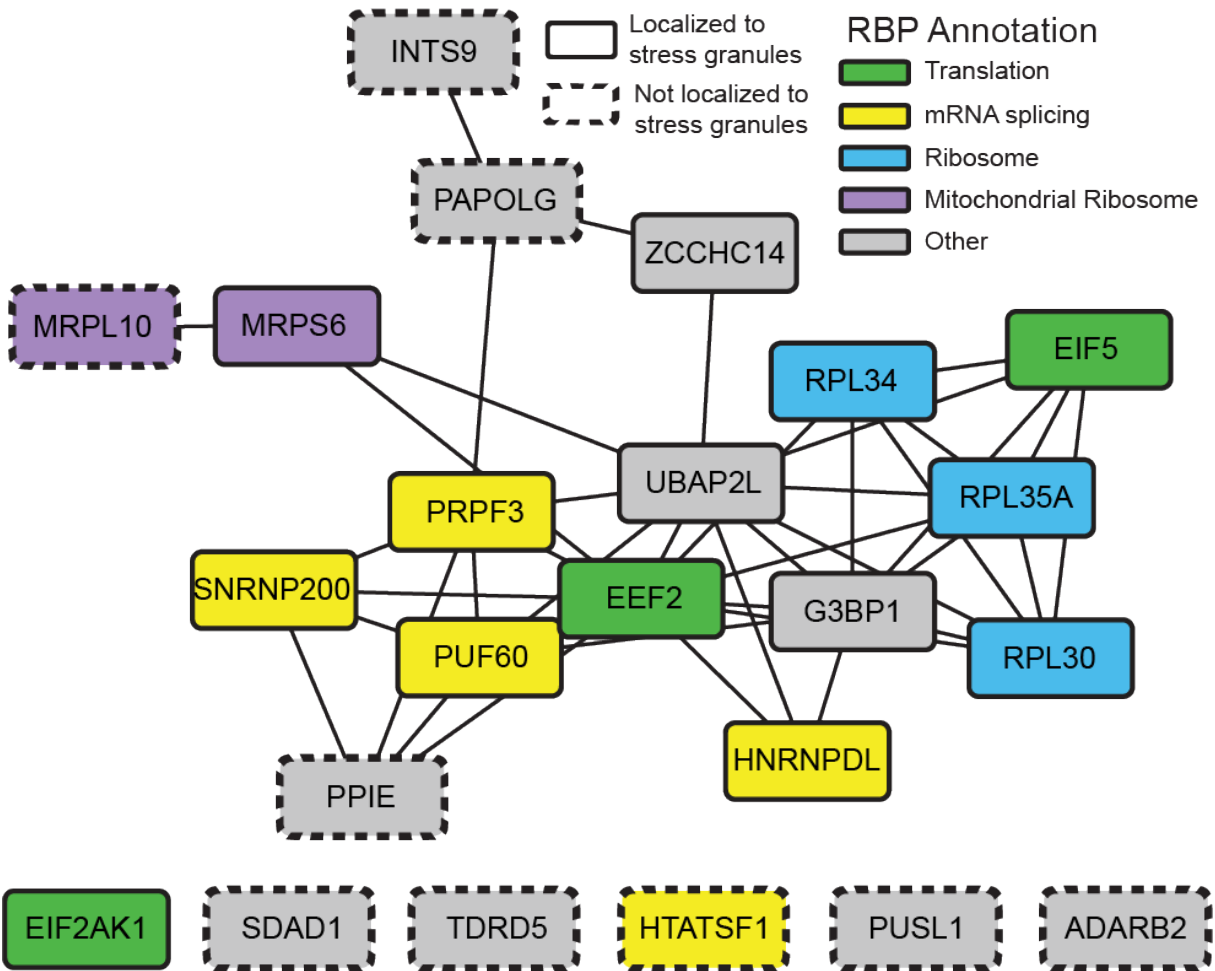 INTS9
Localized to
stress granules
Not localized to
stress granules
RBP Annotation
Translation
mRNA splicing
Ribosome
Mitochondrial Ribosome
Other
PAPOLG
ZCCHC14
MRPL10
MRPS6
RPL34
EIF5
UBAP2L
RPL35A
PRPF3
SNRNP200
EEF2
G3BP1
PUF60
RPL30
HNRNPDL
PPIE
EIF2AK1
SDAD1
TDRD5
HTATSF1
PUSL1
ADARB2